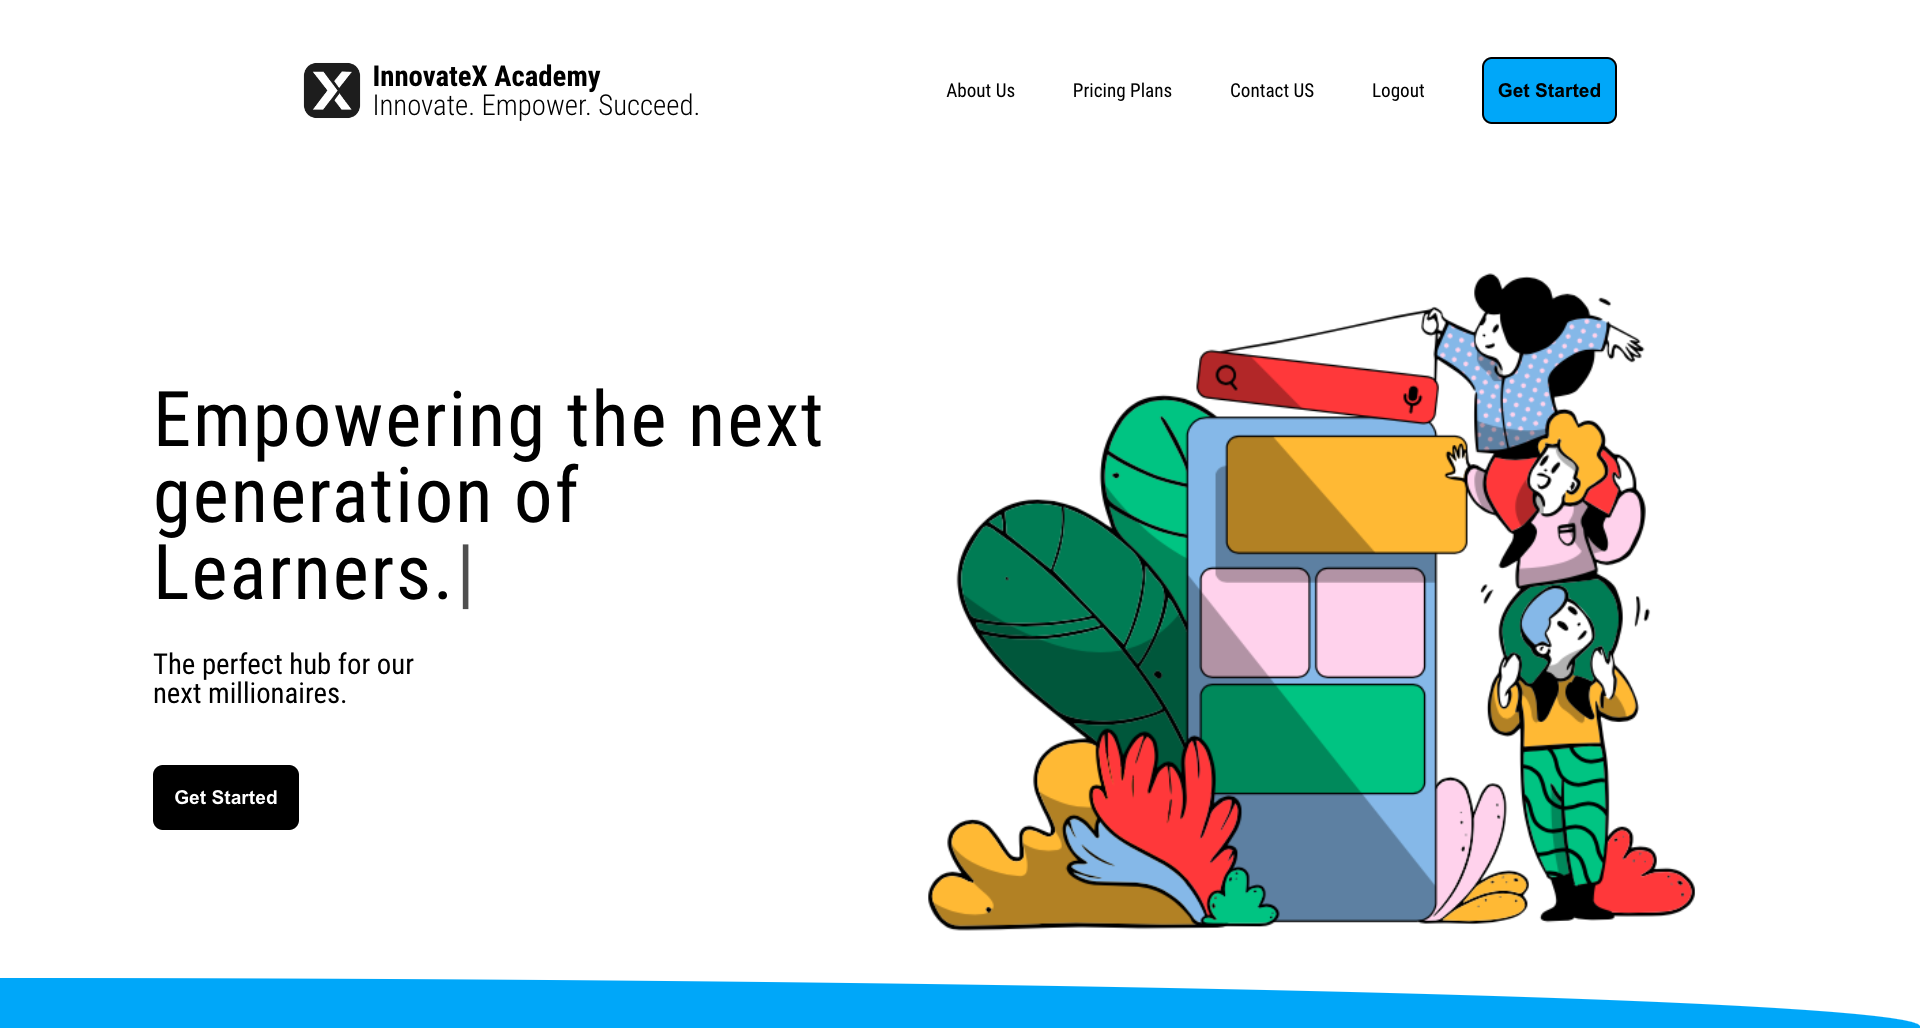 InnovateX Academy
Innovate. Empower. Succeed.
About Us
Pricing Plans
Contact US
Logout
Get Started
Empowering the next
generation of
Learners.|
The perfect hub for our
next millionaires.
Get Started